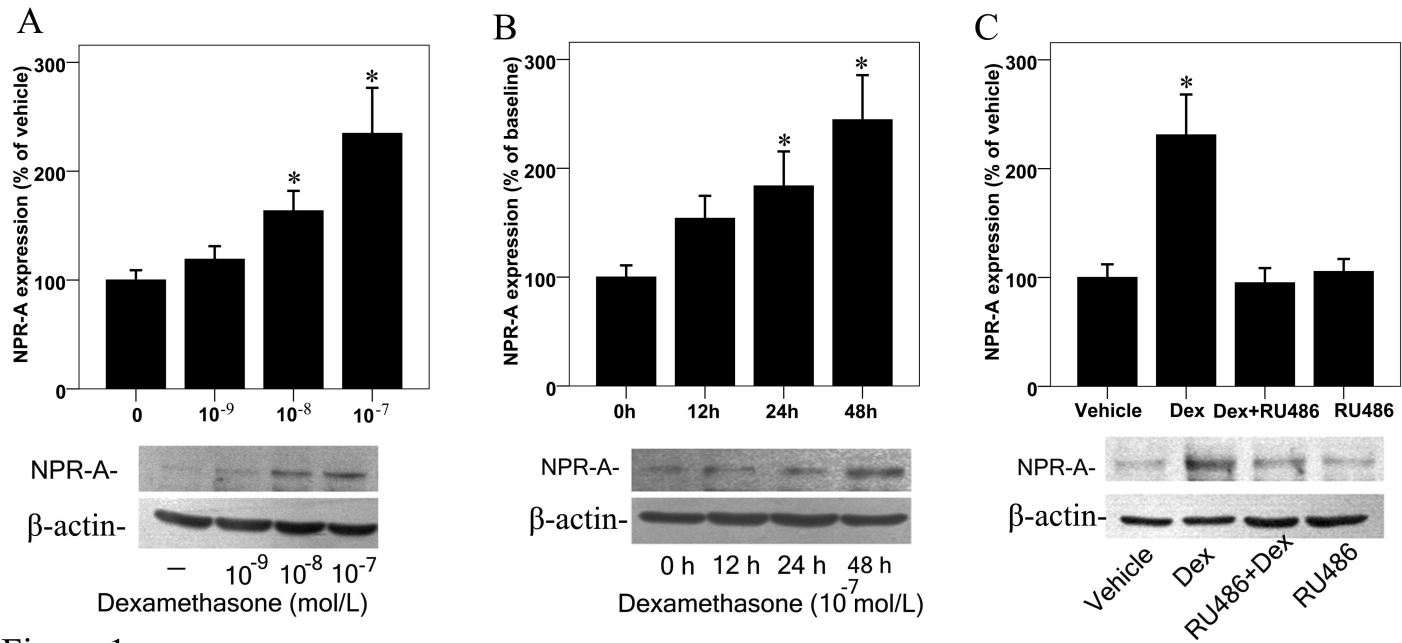 A
NPR-A expression (% of vehicle)
300
200
100
0
*
*
0 10-9 10-8 10-7
NPR-A-
β-actin-
– 10-9 10-8 10-7
Dexamethasone (mol/L)
B
NPR-A expression (% of baseline)
300
200
100
0
*
*
0h 12h 24h 48h
NPR-A-
β-actin-
0 h 12 h 24 h 48 h
Dexamethasone (10-7mol/L)
C
NPR-A expression (% of vehicle)
300
200
100
0
*
Vehicle Dex Dex+RU486 RU486
NPR-A-
β-actin-
Vehicle Dex RU486+Dex RU486